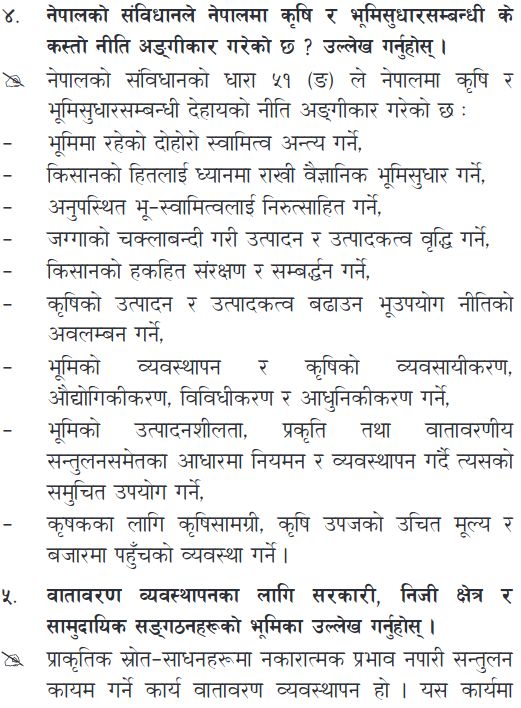 ४. नेपालको संविधानले नेपालमा कृषि र भूमिसुधारसम्बन्धी के
कस्तो नीति अङ्गीकार गरेको छ ? उल्लेख गर्नुहोस् ।
नेपालको संविधानको धारा ५१ (ङ) ले नेपालमा कृषि र
भूमिसुधारसम्बन्धी देहायको नीति अङ्गीकार गरेको छ :
– भूमिमा रहेको दोहोरो स्वामित्व अन्त्य गर्ने,
– किसानको हितलाई ध्यानमा राखी वैज्ञानिक भूमिसुधार गर्ने,
– अनुपस्थित भू-स्वामित्वलाई निरुत्साहित गर्ने,
– जग्गाको चक्लाबन्दी गरी उत्पादन र उत्पादकत्व वृद्धि गर्ने,
– किसानको हकहित संरक्षण र सम्बर्द्धन गर्ने,
– कृषिको उत्पादन र उत्पादकत्व बढाउन भूउपयोग नीतिको
अवलम्बन गर्ने,
– भूमिको व्यवस्थापन र कृषिको व्यवसायीकरण,
औद्योगिकीकरण, विविधीकरण र आधुनिकीकरण गर्ने,
– भूमिको उत्पादनशीलता, प्रकृति तथा वातावरणीय
सन्तुलनसमेतका आधारमा नियमन र व्यवस्थापन गर्दै त्यसको
समुचित उपयोग गर्ने,
– कृषकका लागि कृषिसामग्री, कृषि उपजको उचित मूल्य र
बजारमा पहुँचको व्यवस्था गर्ने ।
५. वातावरण व्यवस्थापनका लागि सरकारी, निजी क्षेत्र र
सामुदायिक सङ्गठनहरूको भूमिका उल्लेख गर्नुहोस् ।
प्राकृतिक स्रोत-साधनहरूमा नकारात्मक प्रभाव नपारी सन्तुलन
कायम गर्ने कार्य वातावरण व्यवस्थापन हो । यस कार्यमा